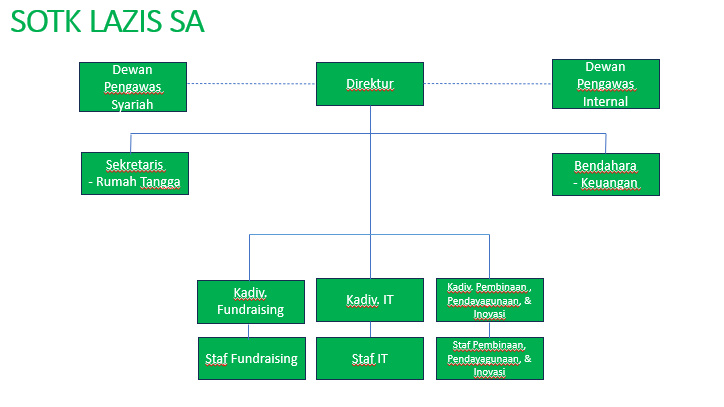 SOTK LAZIS SA
Dewan
Pengawas
Syariah
Direktur
Dewan
Pengawas
Internal
Sekretaris
- Rumah Tangga
Bendahara
- Keuangan
Kadiv.
Fundraising
Kadiv. IT
Kadiv. Pembinaan ,
Pendayagunaan, &
Inovasi
Staf Fundraising
Staf IT
Staf Pembinaan,
Pendayagunaan, &
Inovasi